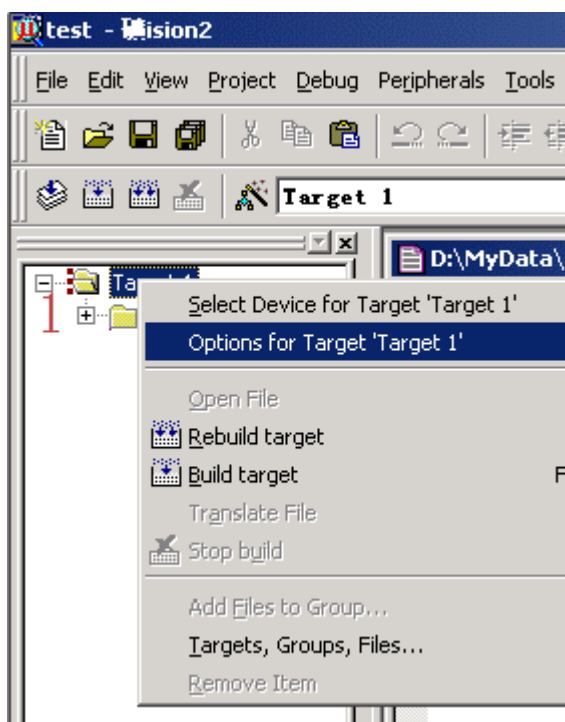 test - µVision2
File Edit View Project Debug Peripherals Tools
Target 1
D:\MyData\
1
Select Device for Target 'Target 1'
Options for Target 'Target 1'
Open File
Rebuild target
Build target F
Translate File
Stop build
Add Files to Group...
Targets, Groups, Files...
Remove Item